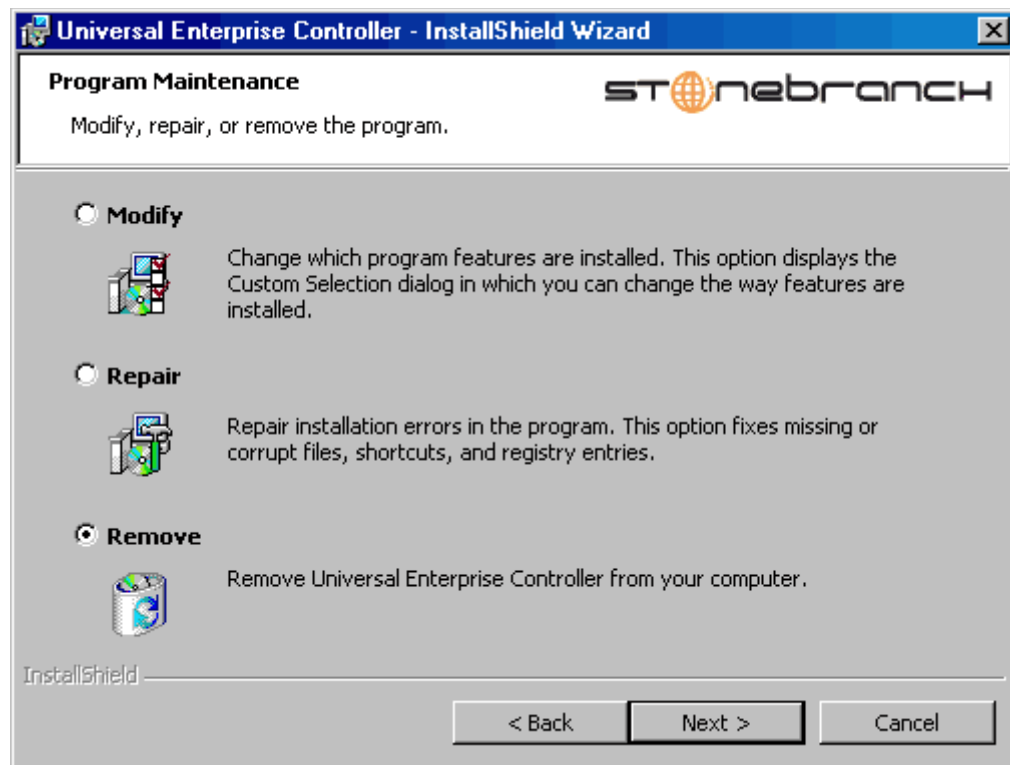 Universal Enterprise Controller - InstallShield Wizard
Program Maintenance
STONEBRANCH
Modify, repair, or remove the program.
Modify
Change which program features are installed. This option displays the
Custom Selection dialog in which you can change the way features are
installed.
Repair
Repair installation errors in the program. This option fixes missing or
corrupt files, shortcuts, and registry entries.
Remove
Remove Universal Enterprise Controller from your computer.
InstallShield
< Back
Next >
Cancel